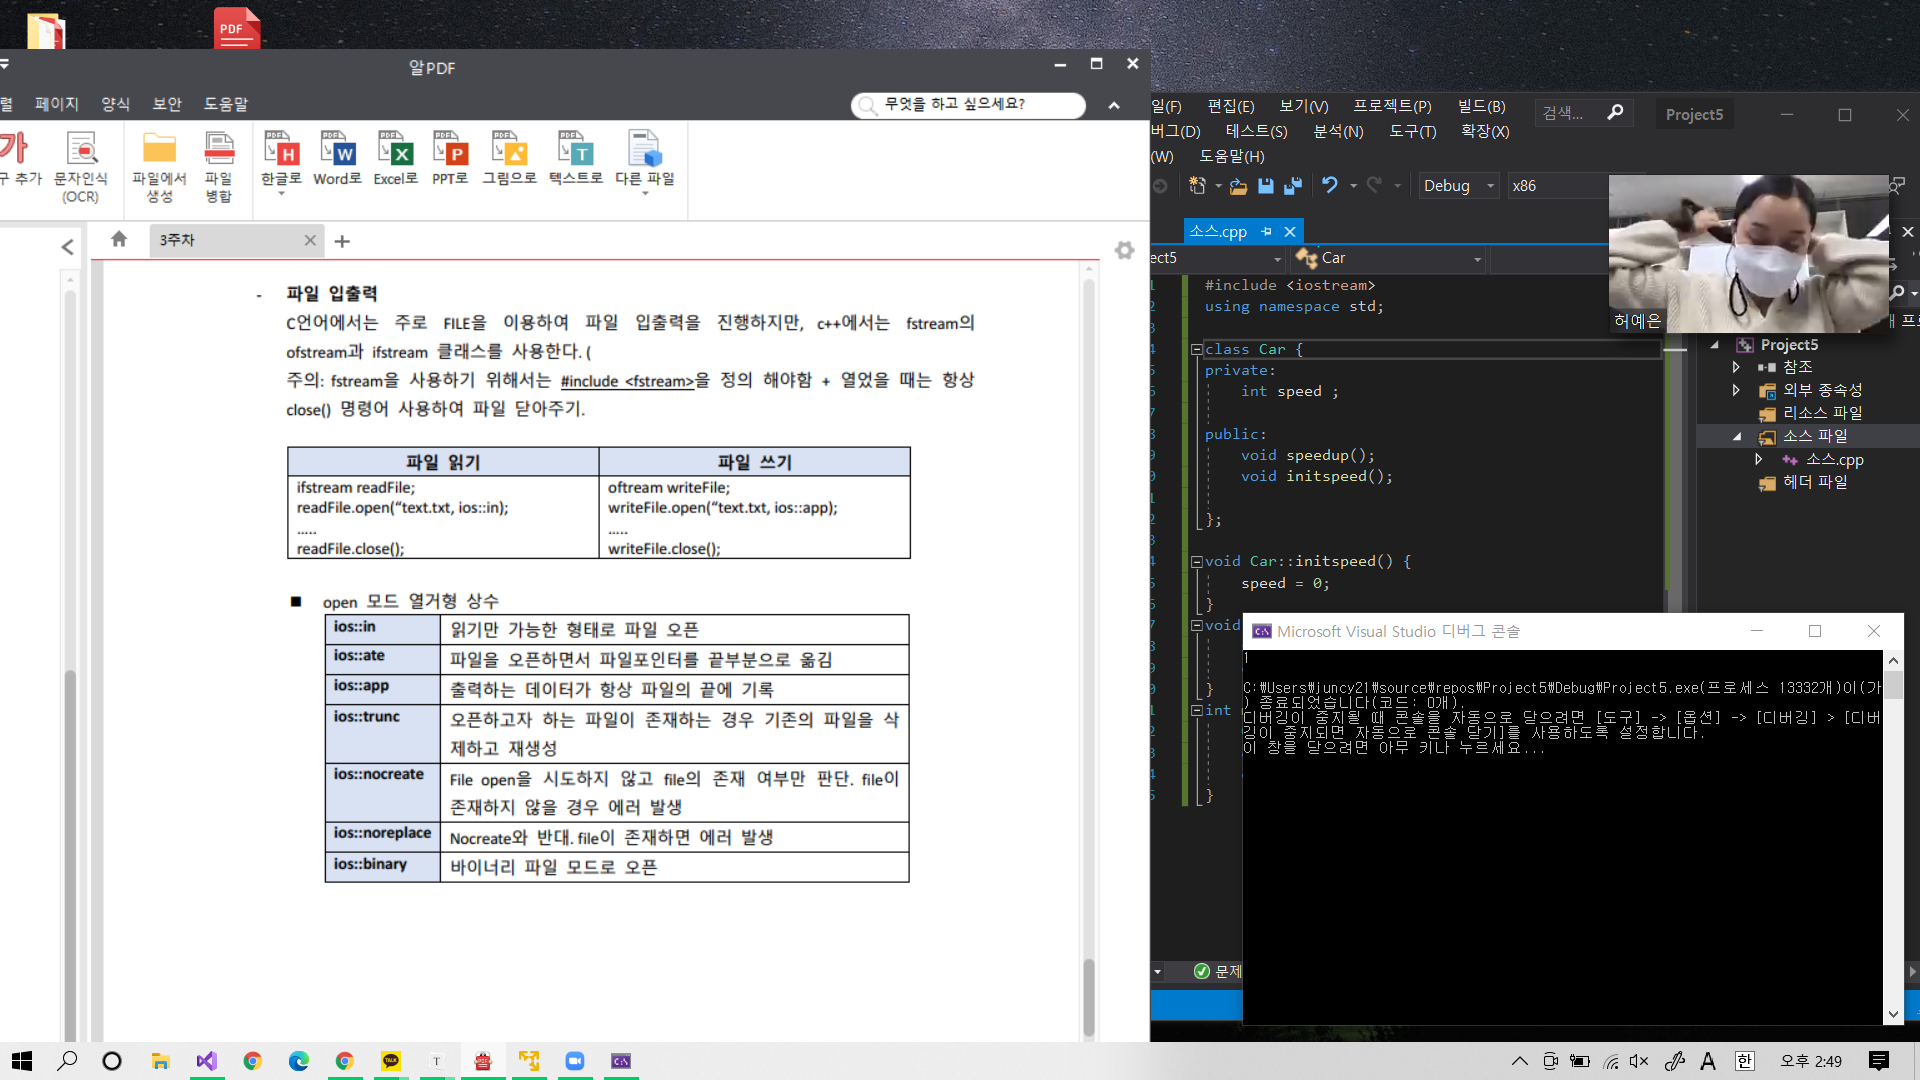 PDF
알PDF
렬 페이지 양식 보안 도움말
무엇을 하고 싶으세요?
구 추가
문자인식
(OCR)
파일에서
생성
파일
병합
한글로
Word로
Excel로
PPT로
그림으로
텍스트로
다른 파일
3주차
- 파일 입출력
C언어에서는 주로 FILE을 이용하여 파일 입출력을 진행하지만, c++에서는 fstream의
ofstream과 ifstream 클래스를 사용한다. (
주의: fstream을 사용하기 위해서는 #include <fstream>을 정의 해야함 + 열었을 때는 항상
close() 명령어 사용하여 파일 닫아주기.
파일 읽기
ifstream readFile;
readFile.open(“text.txt, ios::in);
.....
readFile.close();
파일 쓰기
oftream writeFile;
writeFile.open(“text.txt, ios::app);
.....
writeFile.close();
■ open 모드 열거형 상수
ios::in 읽기만 가능한 형태로 파일 오픈
ios::ate 파일을 오픈하면서 파일포인터를 끝부분으로 옮김
ios::app 출력하는 데이터가 항상 파일의 끝에 기록
ios::trunc 오픈하고자 하는 파일이 존재하는 경우 기존의 파일을 삭
제하고 재생성
ios::nocreate File open을 시도하지 않고 file의 존재 여부만 판단. file이
존재하지 않을 경우 에러 발생
ios::noreplace Nocreate와 반대. file이 존재하면 에러 발생
ios::binary 바이너리 파일 모드로 오픈
일(F) 편집(E) 보기(V) 프로젝트(P) 빌드(B)
버그(D) 테스트(S) 분석(N) 도구(T) 확장(X)
(W) 도움말(H)
검색...
Project5
Debug
x86
소스.cpp
ect5
Car
#include <iostream>
using namespace std;
class Car {
private:
int speed ;
public:
void speedup();
void initspeed();
};
void Car::initspeed() {
speed = 0;
}
void
}
int
}
허예은
Project5
참조
외부 종속성
리소스 파일
소스 파일
소스.cpp
헤더 파일
문제
Microsoft Visual Studio 디버그 콘솔
1
C:\Users\juncy21\source\repos\Project5\Debug\Project5.exe(프로세스 13332개)이(가
) 종료되었습니다(코드: 0개).
디버깅이 중지될 때 콘솔을 자동으로 닫으려면 [도구] -> [옵션] -> [디버깅] > [디버
깅이 중지되면 자동으로 콘솔 닫기]를 사용하도록 설정합니다.
이 창을 닫으려면 아무 키나 누르세요...
TALK
T
PDF
C:\
A
한
오후 2:49